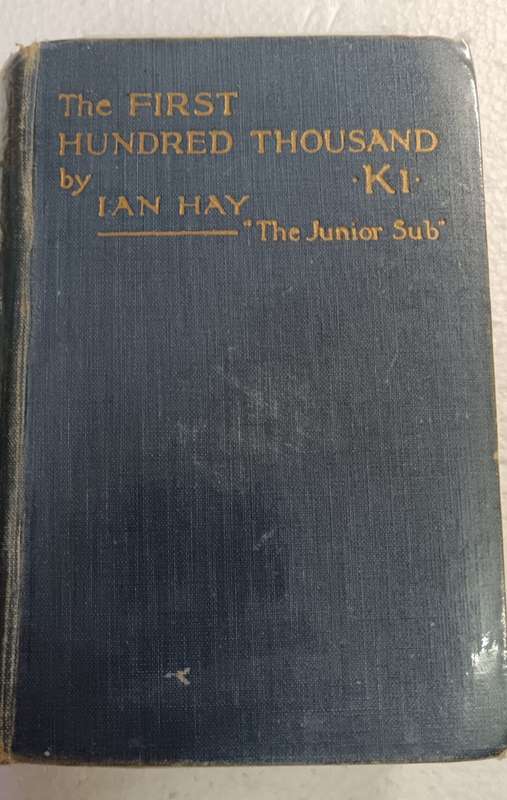 The FIRST
HUNDRED THOUSAND
by ·K1·
IAN HAY
"The Junior Sub"